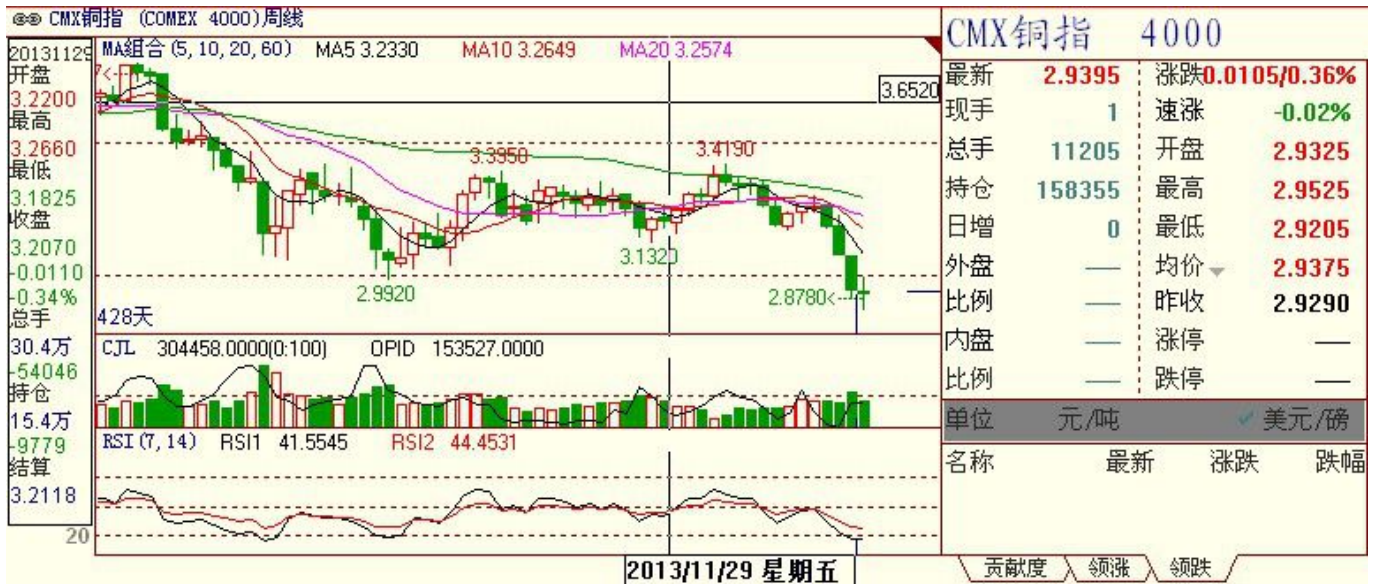 CMX铜指 (COMEX 4000)周线
20131129
开盘
3.2200
最高
3.2660
最低
3.1825
收盘
3.2070
-0.0110
-0.34%
总手
30.4万
-54046
持仓
15.4万
-9779
结算
3.2118
20
MA组合(5,10,20,60) MA5 3.2330 MA10 3.2649 MA20 3.2574
3.6520
3.3950
3.4190
3.1320
2.9920
2.8780<
428天
CJL 304458.0000(0:100) OPID 153527.0000
RSI(7,14) RSI1 41.5545 RSI2 44.4531
2013/11/29 星期五
CMX铜指 4000
最新 2.9395 涨跌0.0105/0.36%
现手 1 速涨 -0.02%
总手 11205 开盘 2.9325
持仓 158355 最高 2.9525
日增 0 最低 2.9205
外盘 — 均价 2.9375
比例 — 昨收 2.9290
内盘 — 涨停 —
比例 — 跌停 —
单位 元/吨 ✓ 美元/磅
名称 最新 涨跌 跌幅
贡献度 领涨 领跌